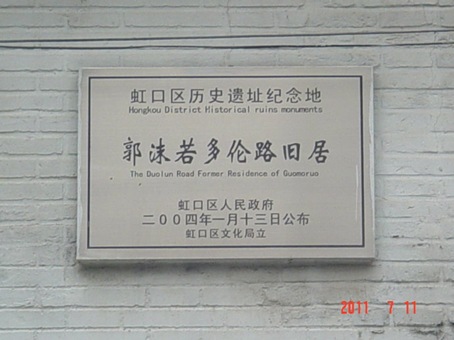 虹口区历史遗址纪念地
Hongkou District Historical ruins monuments
郭沫若多伦路旧居
The Duolun Road Former Residence of Guomoruo
虹口区人民政府
二〇〇四年一月十三日公布
虹口区文化局立
2011 7 11